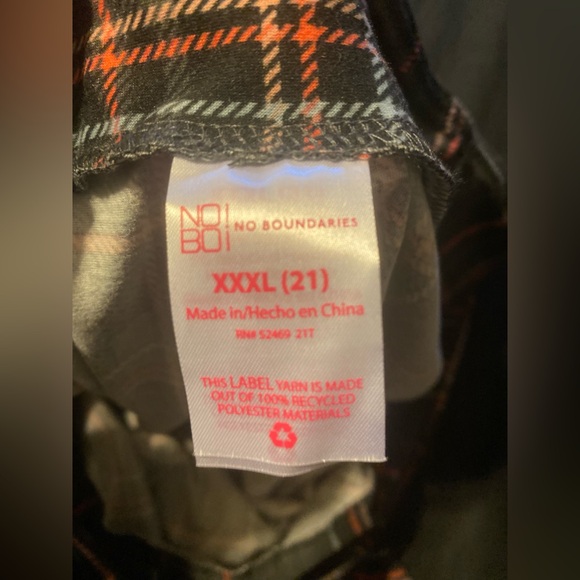 NO!
BO!
NO BOUNDARIES
XXXL (21)
Made in/Hecho en China
RN# 52469 21T
THIS LABEL YARN IS MADE
OUT OF 100% RECYCLED
POLYESTER MATERIALS